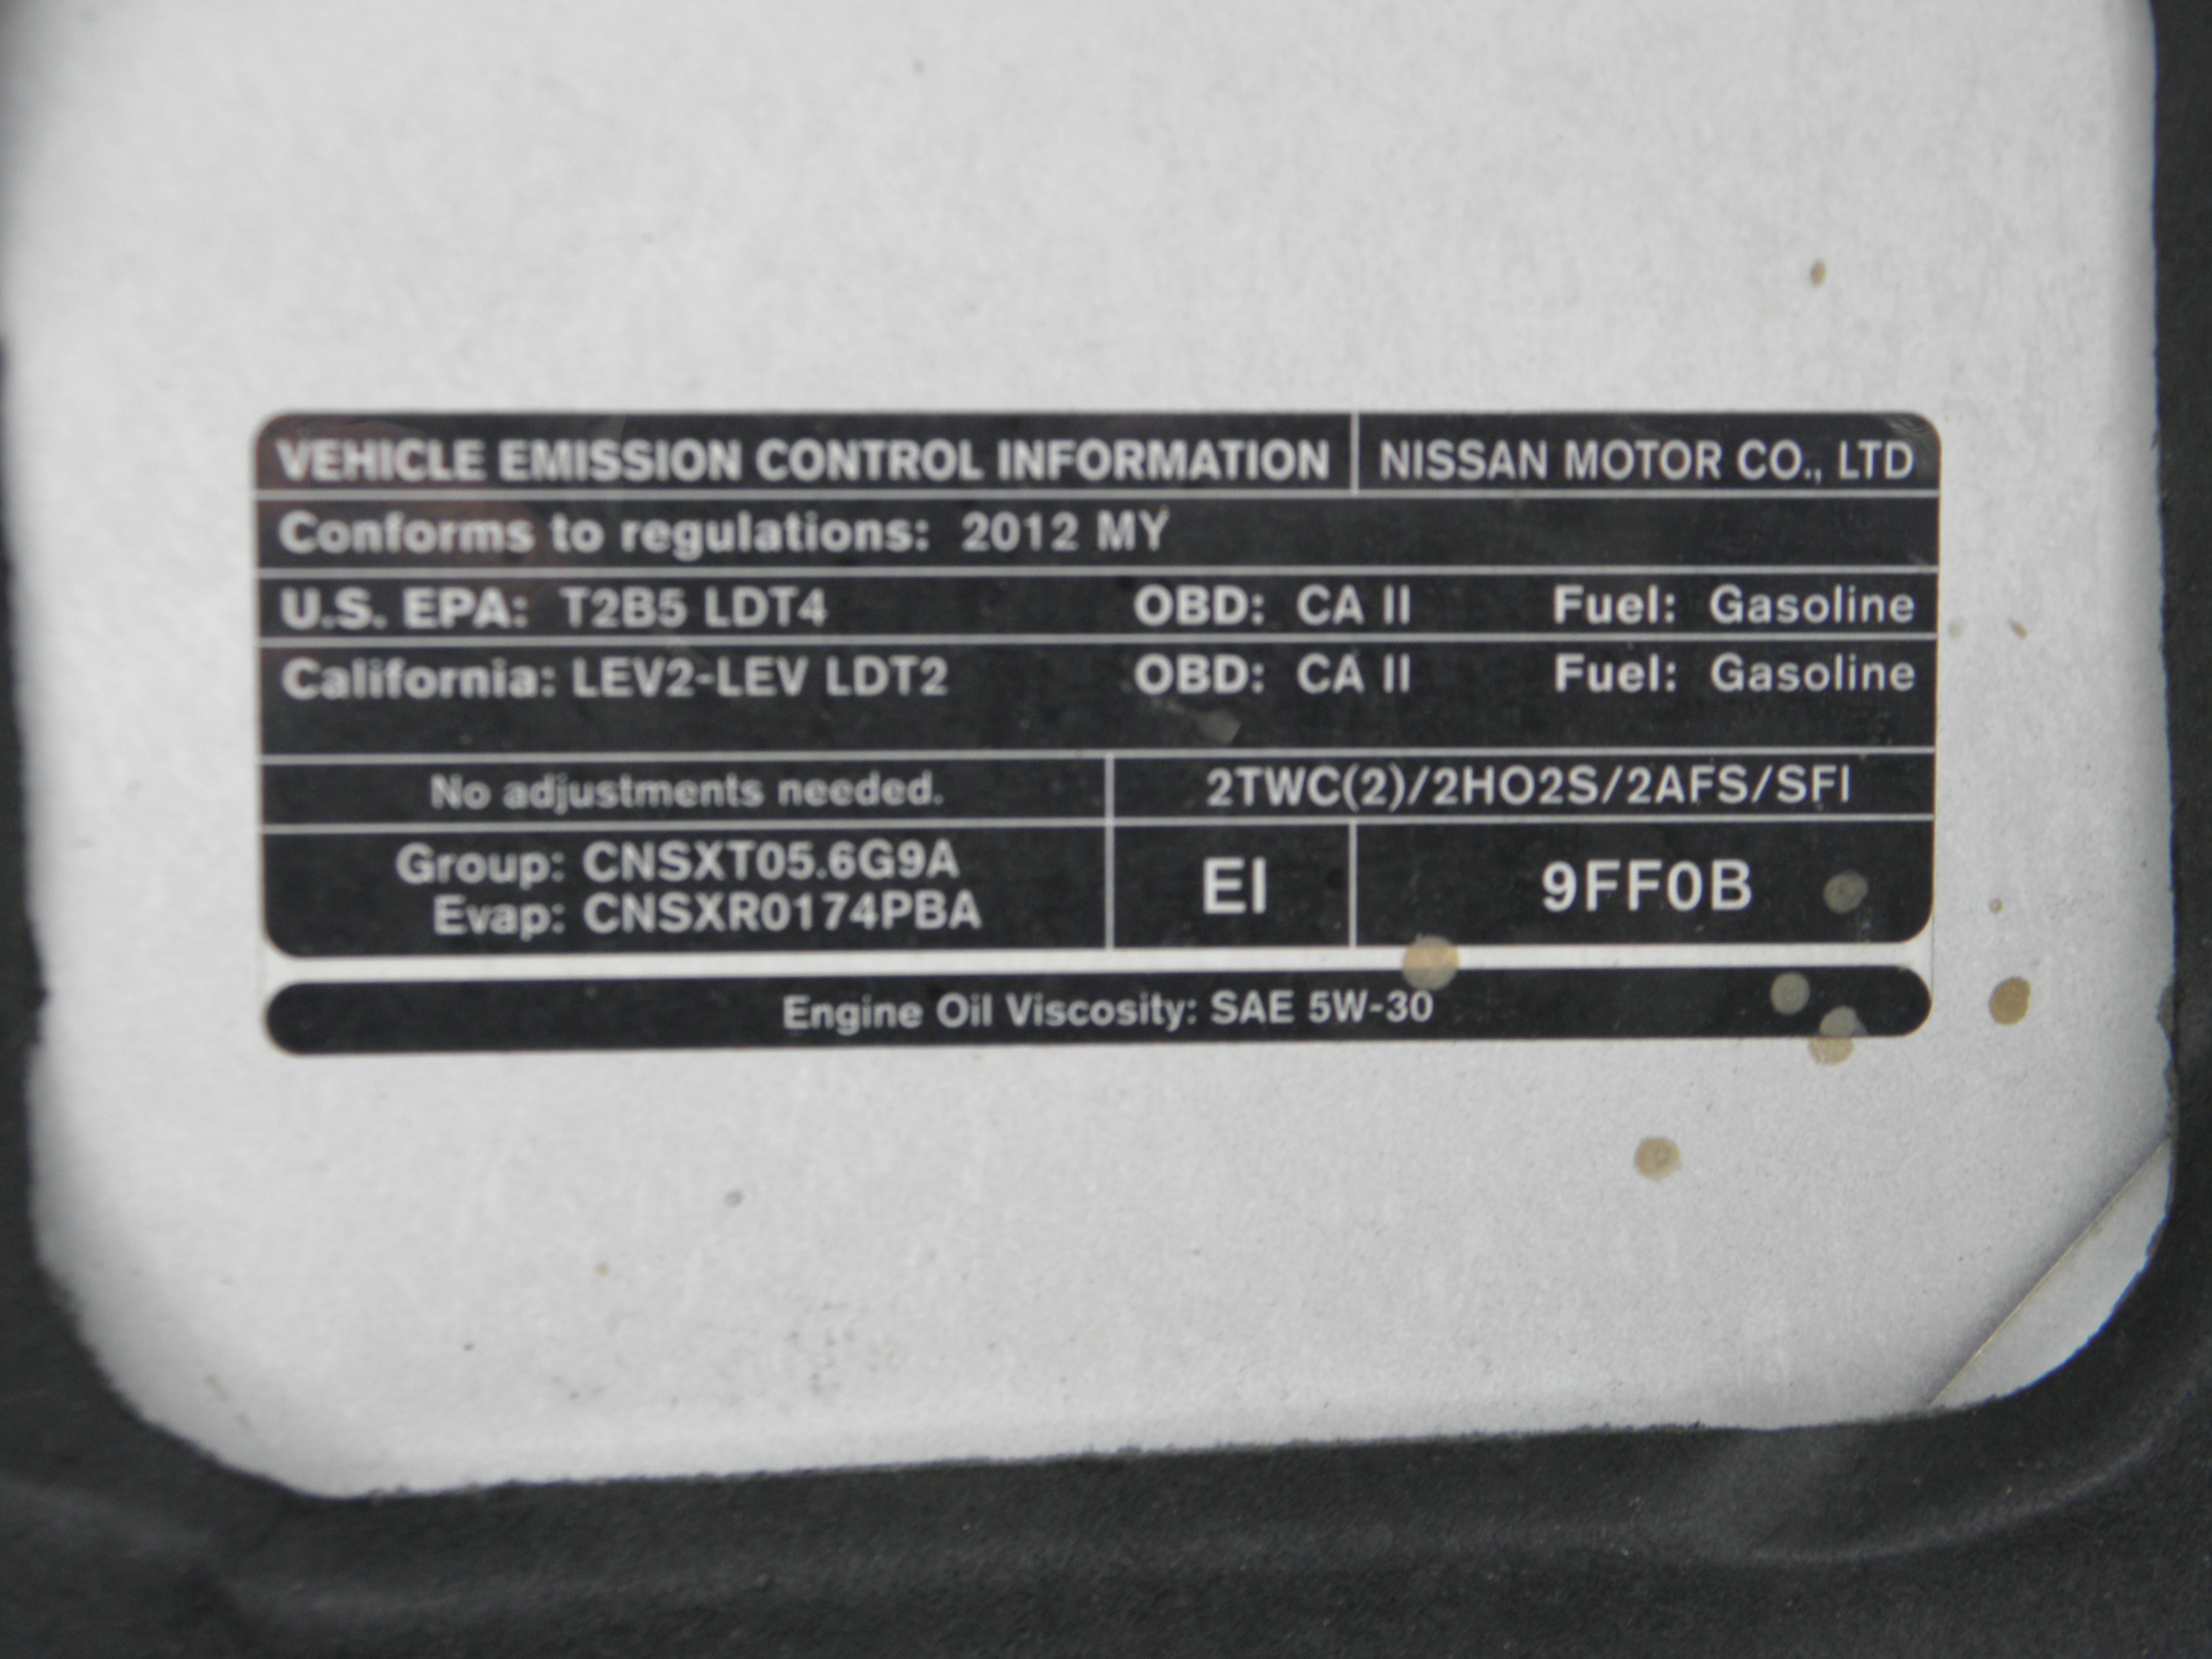 VEHICLE EMISSION CONTROL INFORMATION NISSAN MOTOR CO., LTD
Conforms to regulations: 2012 MY
U.S. EPA: T2B5 LDT4 OBD: CA II Fuel: Gasoline
California: LEV2-LEV LDT2 OBD: CA II Fuel: Gasoline
No adjustments needed. 2TWC(2)/2HO2S/2AFS/SFI
Group: CNSXT05.6G9A
Evap: CNSXR0174PBA
EI 9FF0B
Engine Oil Viscosity: SAE 5W-30